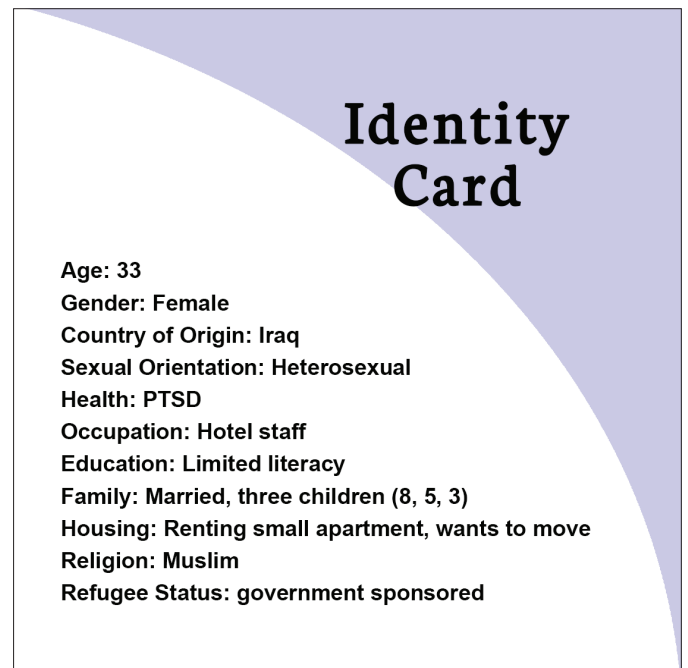 Identity
Card
Age: 33
Gender: Female
Country of Origin: Iraq
Sexual Orientation: Heterosexual
Health: PTSD
Occupation: Hotel staff
Education: Limited literacy
Family: Married, three children (8, 5, 3)
Housing: Renting small apartment, wants to move
Religion: Muslim
Refugee Status: government sponsored